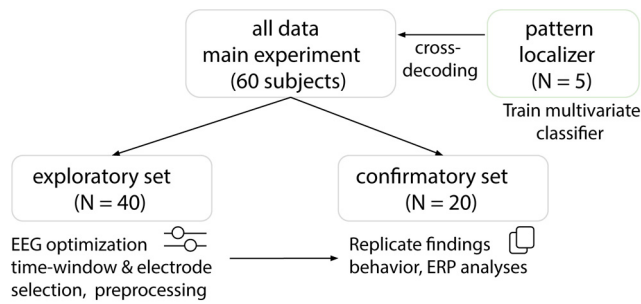 all data
main experiment
(60 subjects)
cross-
decoding
pattern
localizer
(N = 5)
Train multivariate
classifier
exploratory set
(N = 40)
confirmatory set
(N = 20)
EEG optimization
time-window & electrode
selection, preprocessing
Replicate findings
behavior, ERP analyses